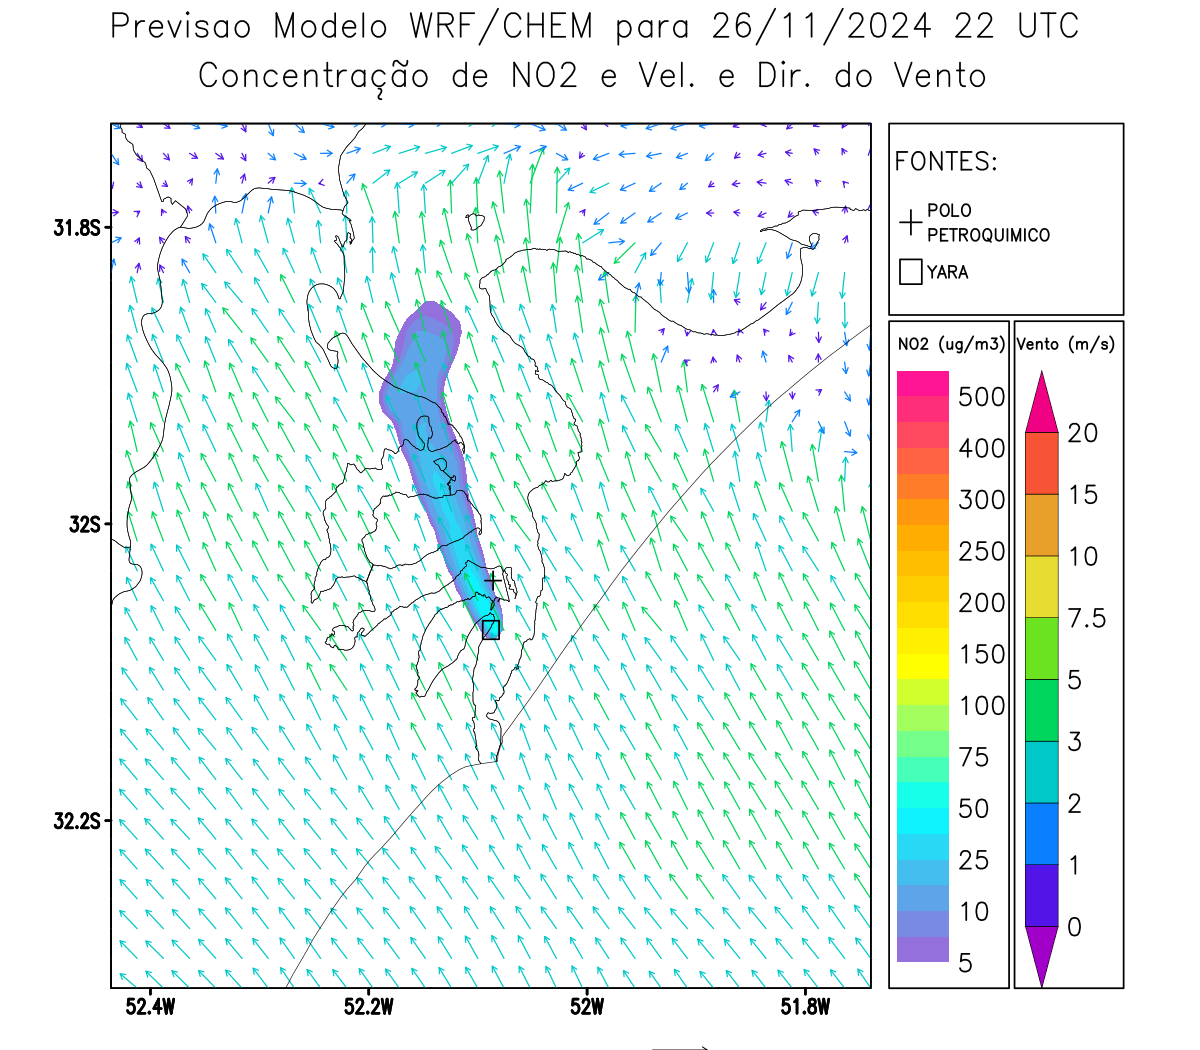 Previsao Modelo WRF/CHEM para 26/11/2024 22 UTC
Concentração de NO2 e Vel. e Dir. do Vento
FONTES:
POLO
PETROQUIMICO
YARA
31.8S
32S
32.2S
52.4W
52.2W
52W
51.8W
NO2 (ug/m3)
500
400
300
250
200
150
100
75
50
25
10
5
Vento (m/s)
20
15
10
7.5
5
3
2
1
0